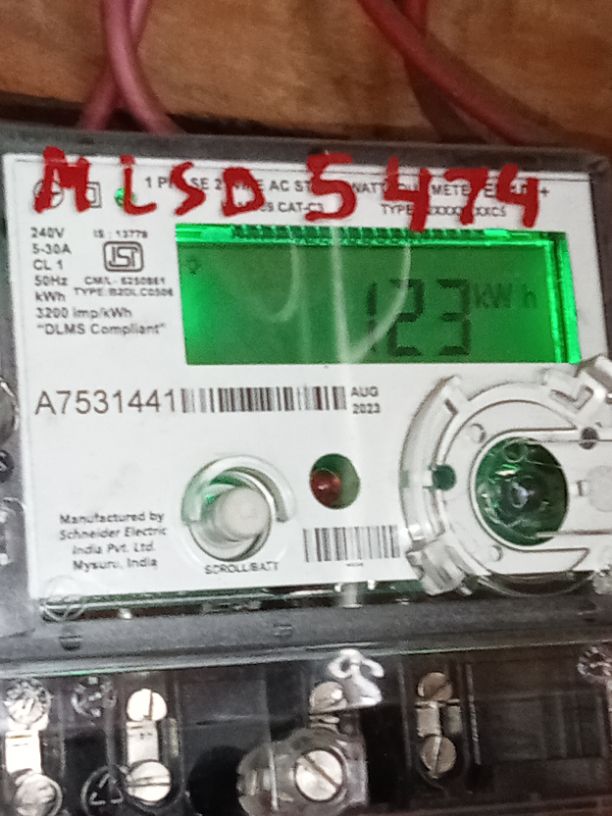 MLSD 5474
240V
5-30A
CL 1
50Hz
kWh
3200 imp/kWh
"DLMS Compliant"
IS : 13779
CM/L - 6250861
TYPE: B2DLC0506
123 kWh
A7531441
AUG
2023
Manufactured by
Schneider Electric
India Pvt. Ltd.
Mysuru, India
SCROLL/BATT